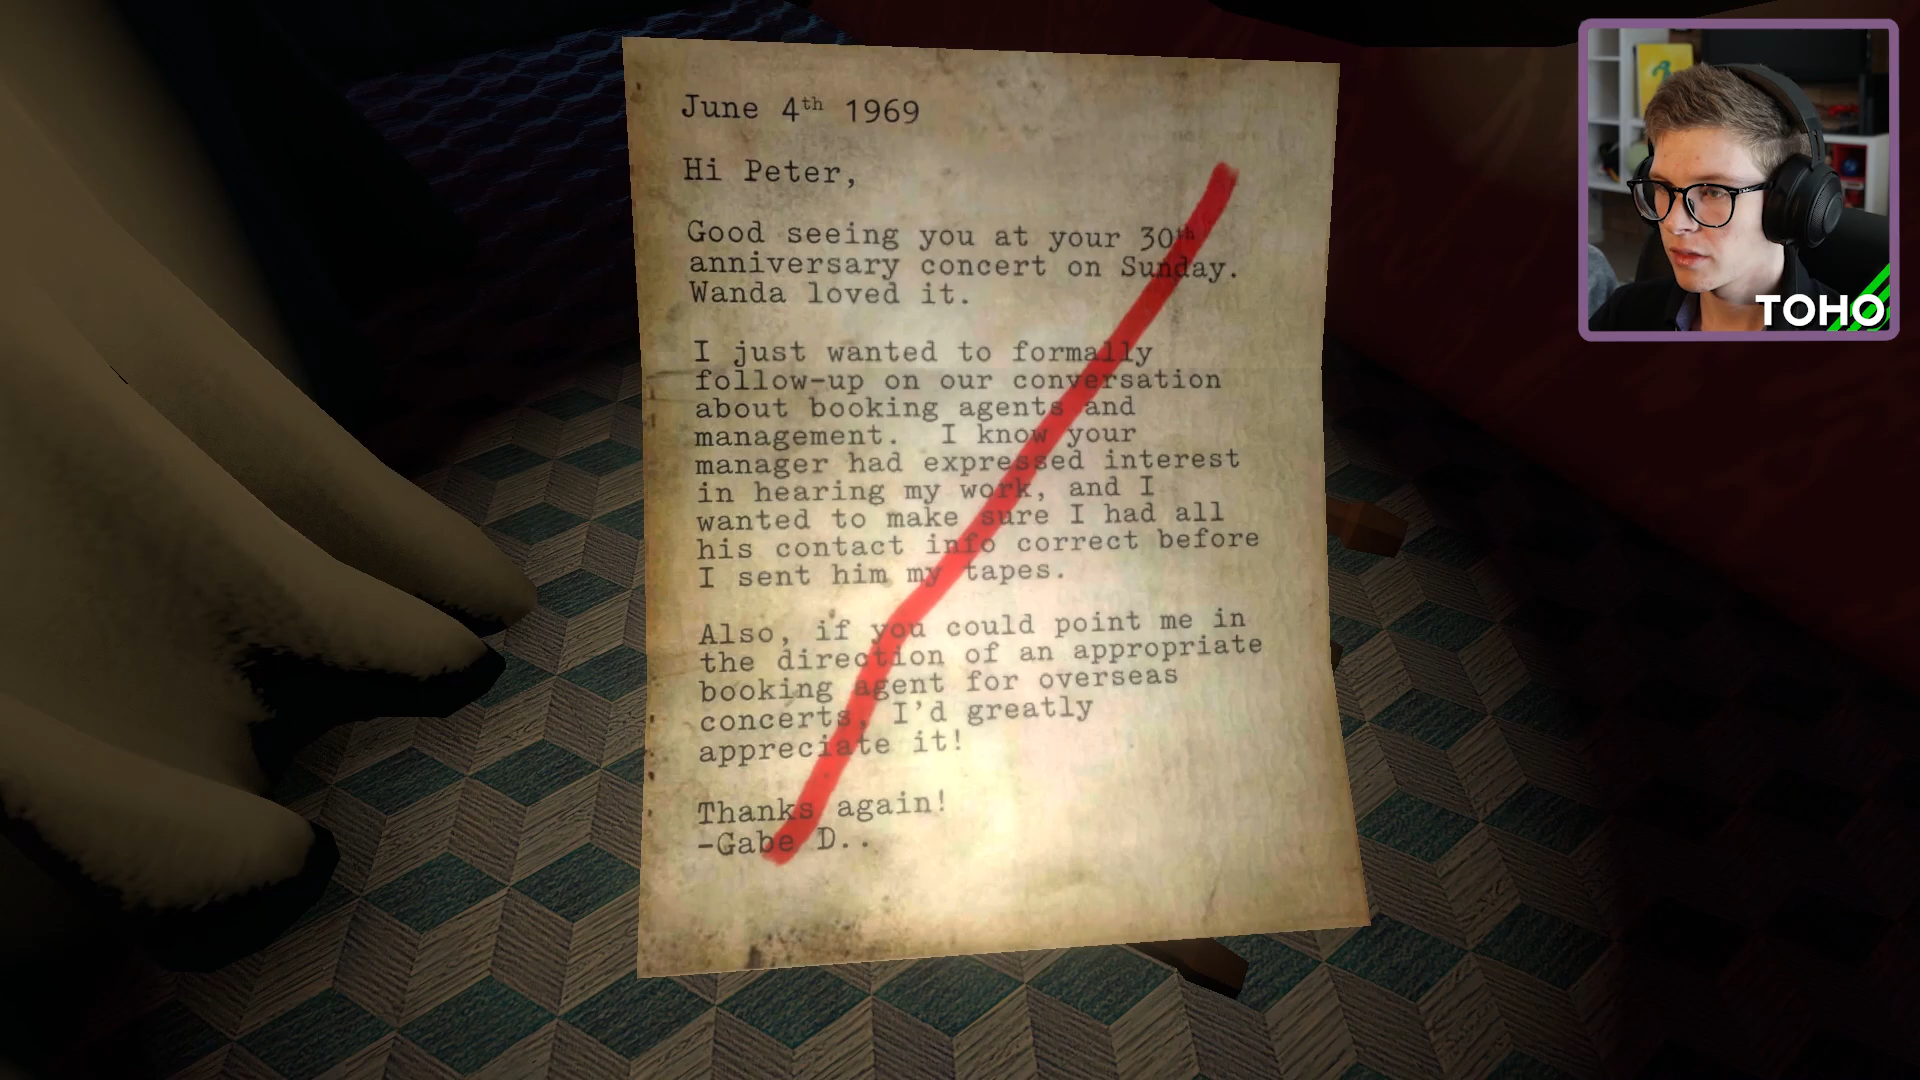 June 4th 1969
Hi Peter,
Good seeing you at your 30th
anniversary concert on Sunday.
Wanda loved it.
I just wanted to formally
follow-up on our conversation
about booking agents and
management.  I know your
manager had expressed interest
in hearing my work, and I
wanted to make sure I had all
his contact info correct before
I sent him my tapes.
Also, if you could point me in
the direction of an appropriate
booking agent for overseas
concerts, I'd greatly
appreciate it!
Thanks again!
-Gabe D..
TOHO